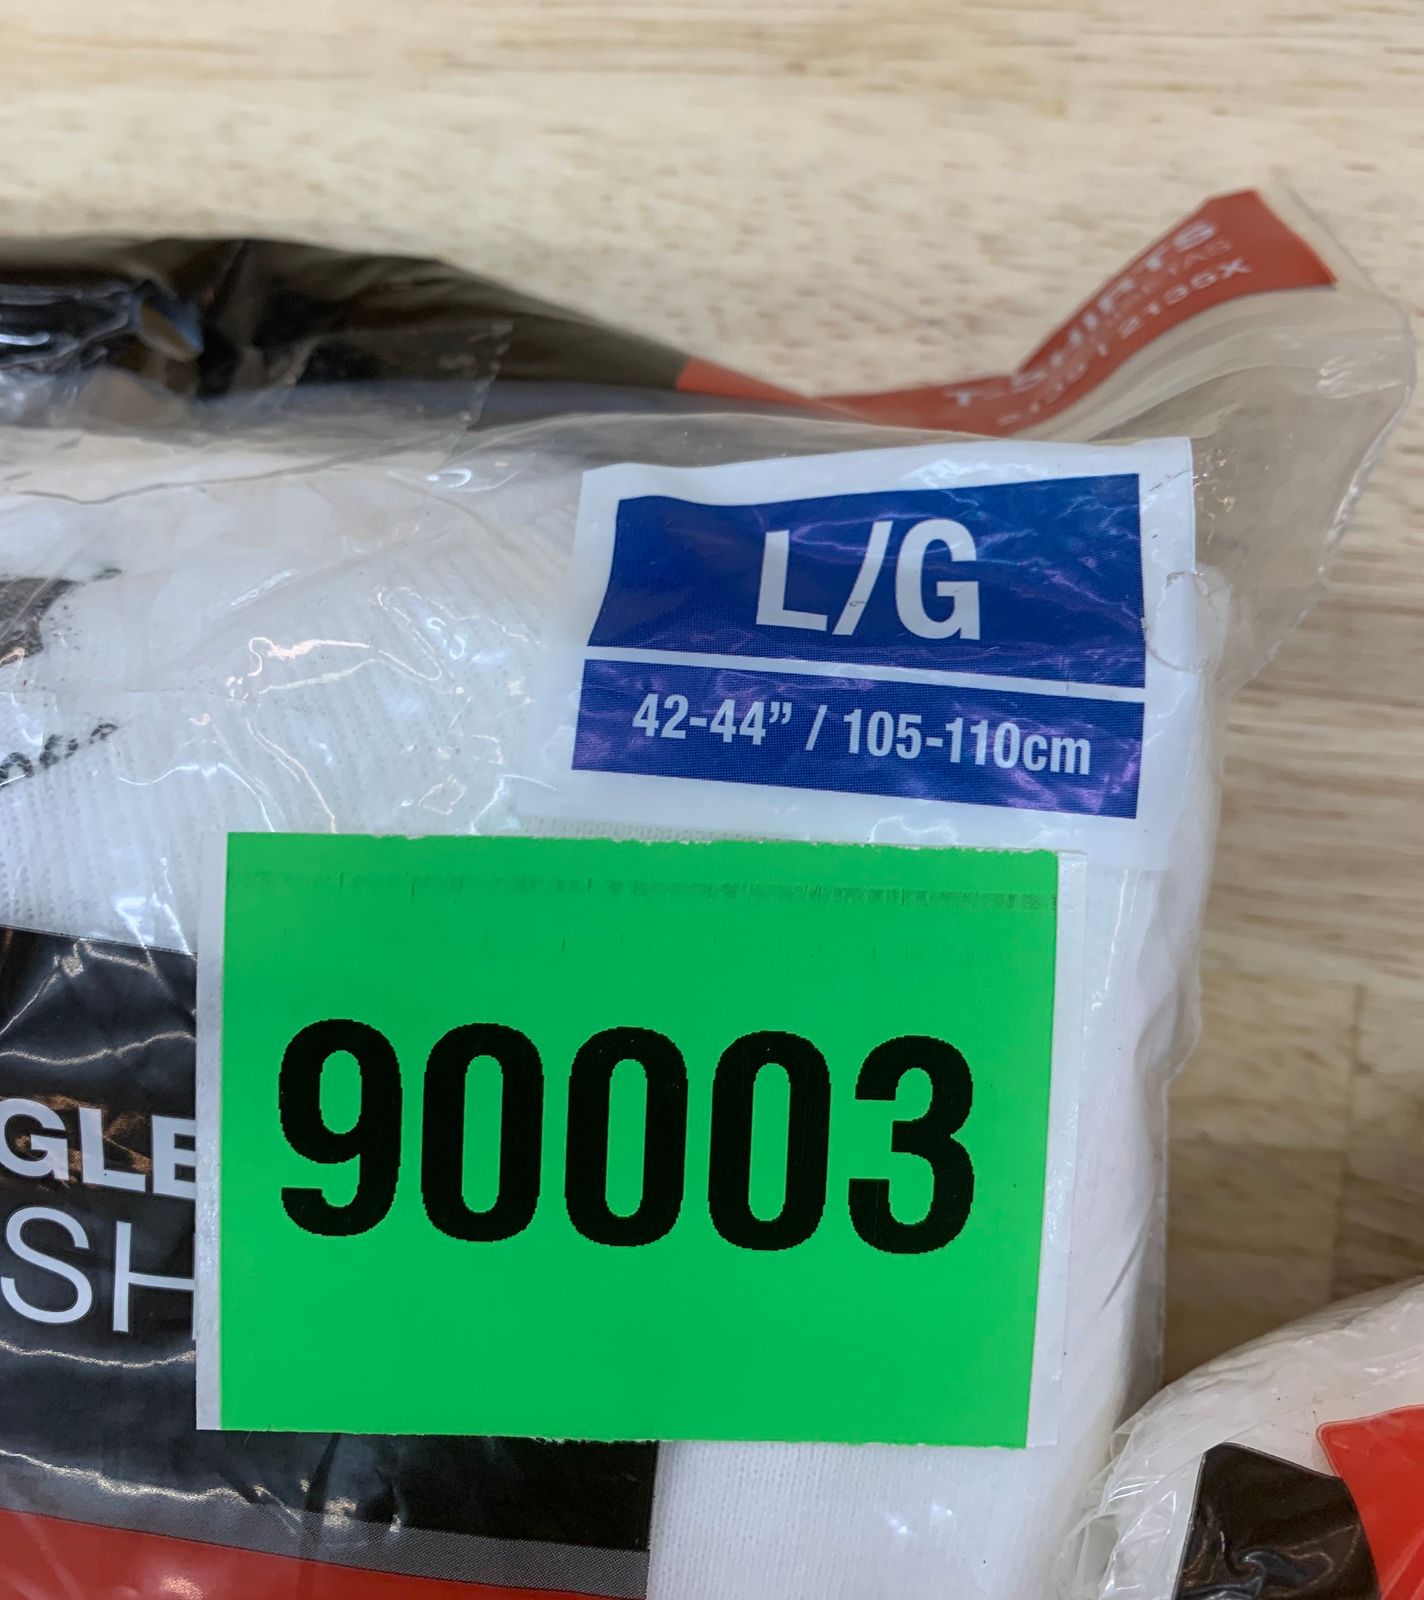 T-SHIRTS
L/G
42-44” / 105-110cm
90003
GLE
SH